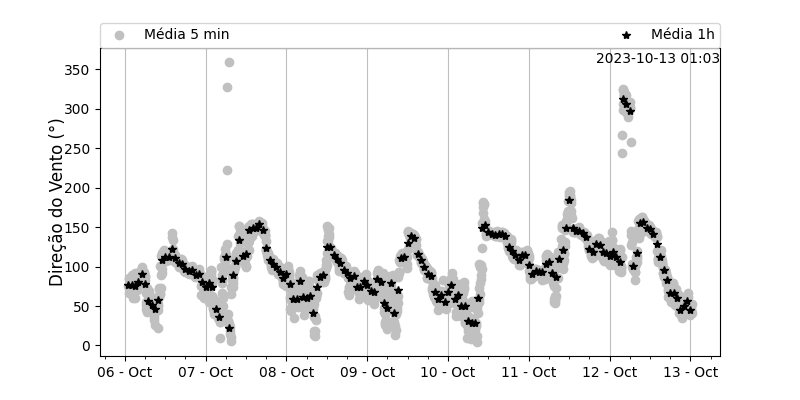 Média 5 min
Média 1h
2023-10-13 01:03
Direção do Vento (°)
350
300
250
200
150
100
50
0
06 - Oct
07 - Oct
08 - Oct
09 - Oct
10 - Oct
11 - Oct
12 - Oct
13 - Oct